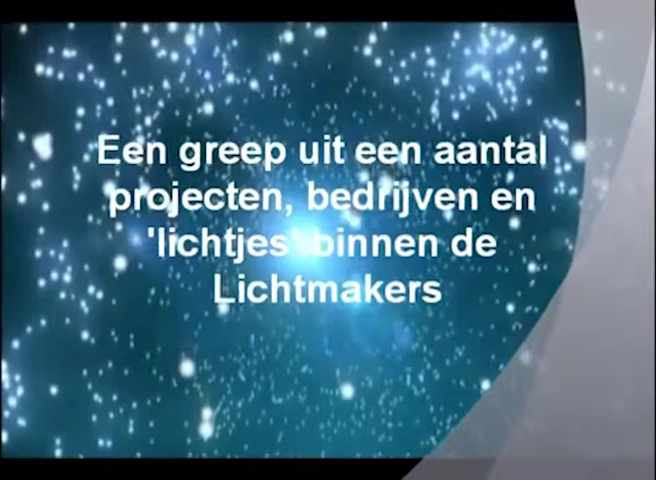 Een greep uit een aantal
projecten, bedrijven en
'lichtjes' binnen de
Lichtmakers